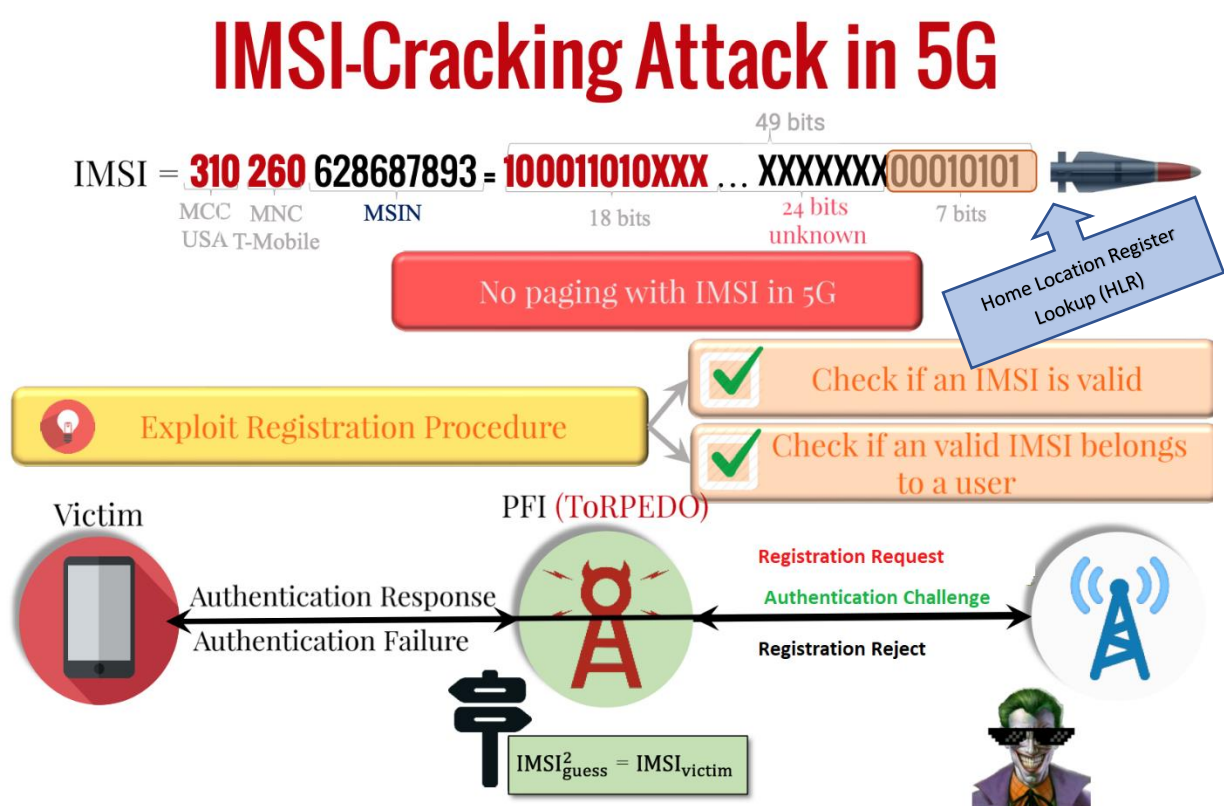 IMSI-Cracking Attack in 5G
49 bits
IMSI = 310 260 628687893 = 100011010XXX ... XXXXXXX00010101
MCC MNC MSIN 18 bits 24 bits 7 bits
USA T-Mobile unknown
Home Location Register
Lookup (HLR)
No paging with IMSI in 5G
Check if an IMSI is valid
Exploit Registration Procedure
Check if an valid IMSI belongs
to a user
Victim
PFI (ToRPEDO)
Authentication Response
Authentication Failure
Registration Request
Authentication Challenge
Registration Reject
IMSI²guess = IMSIvictim